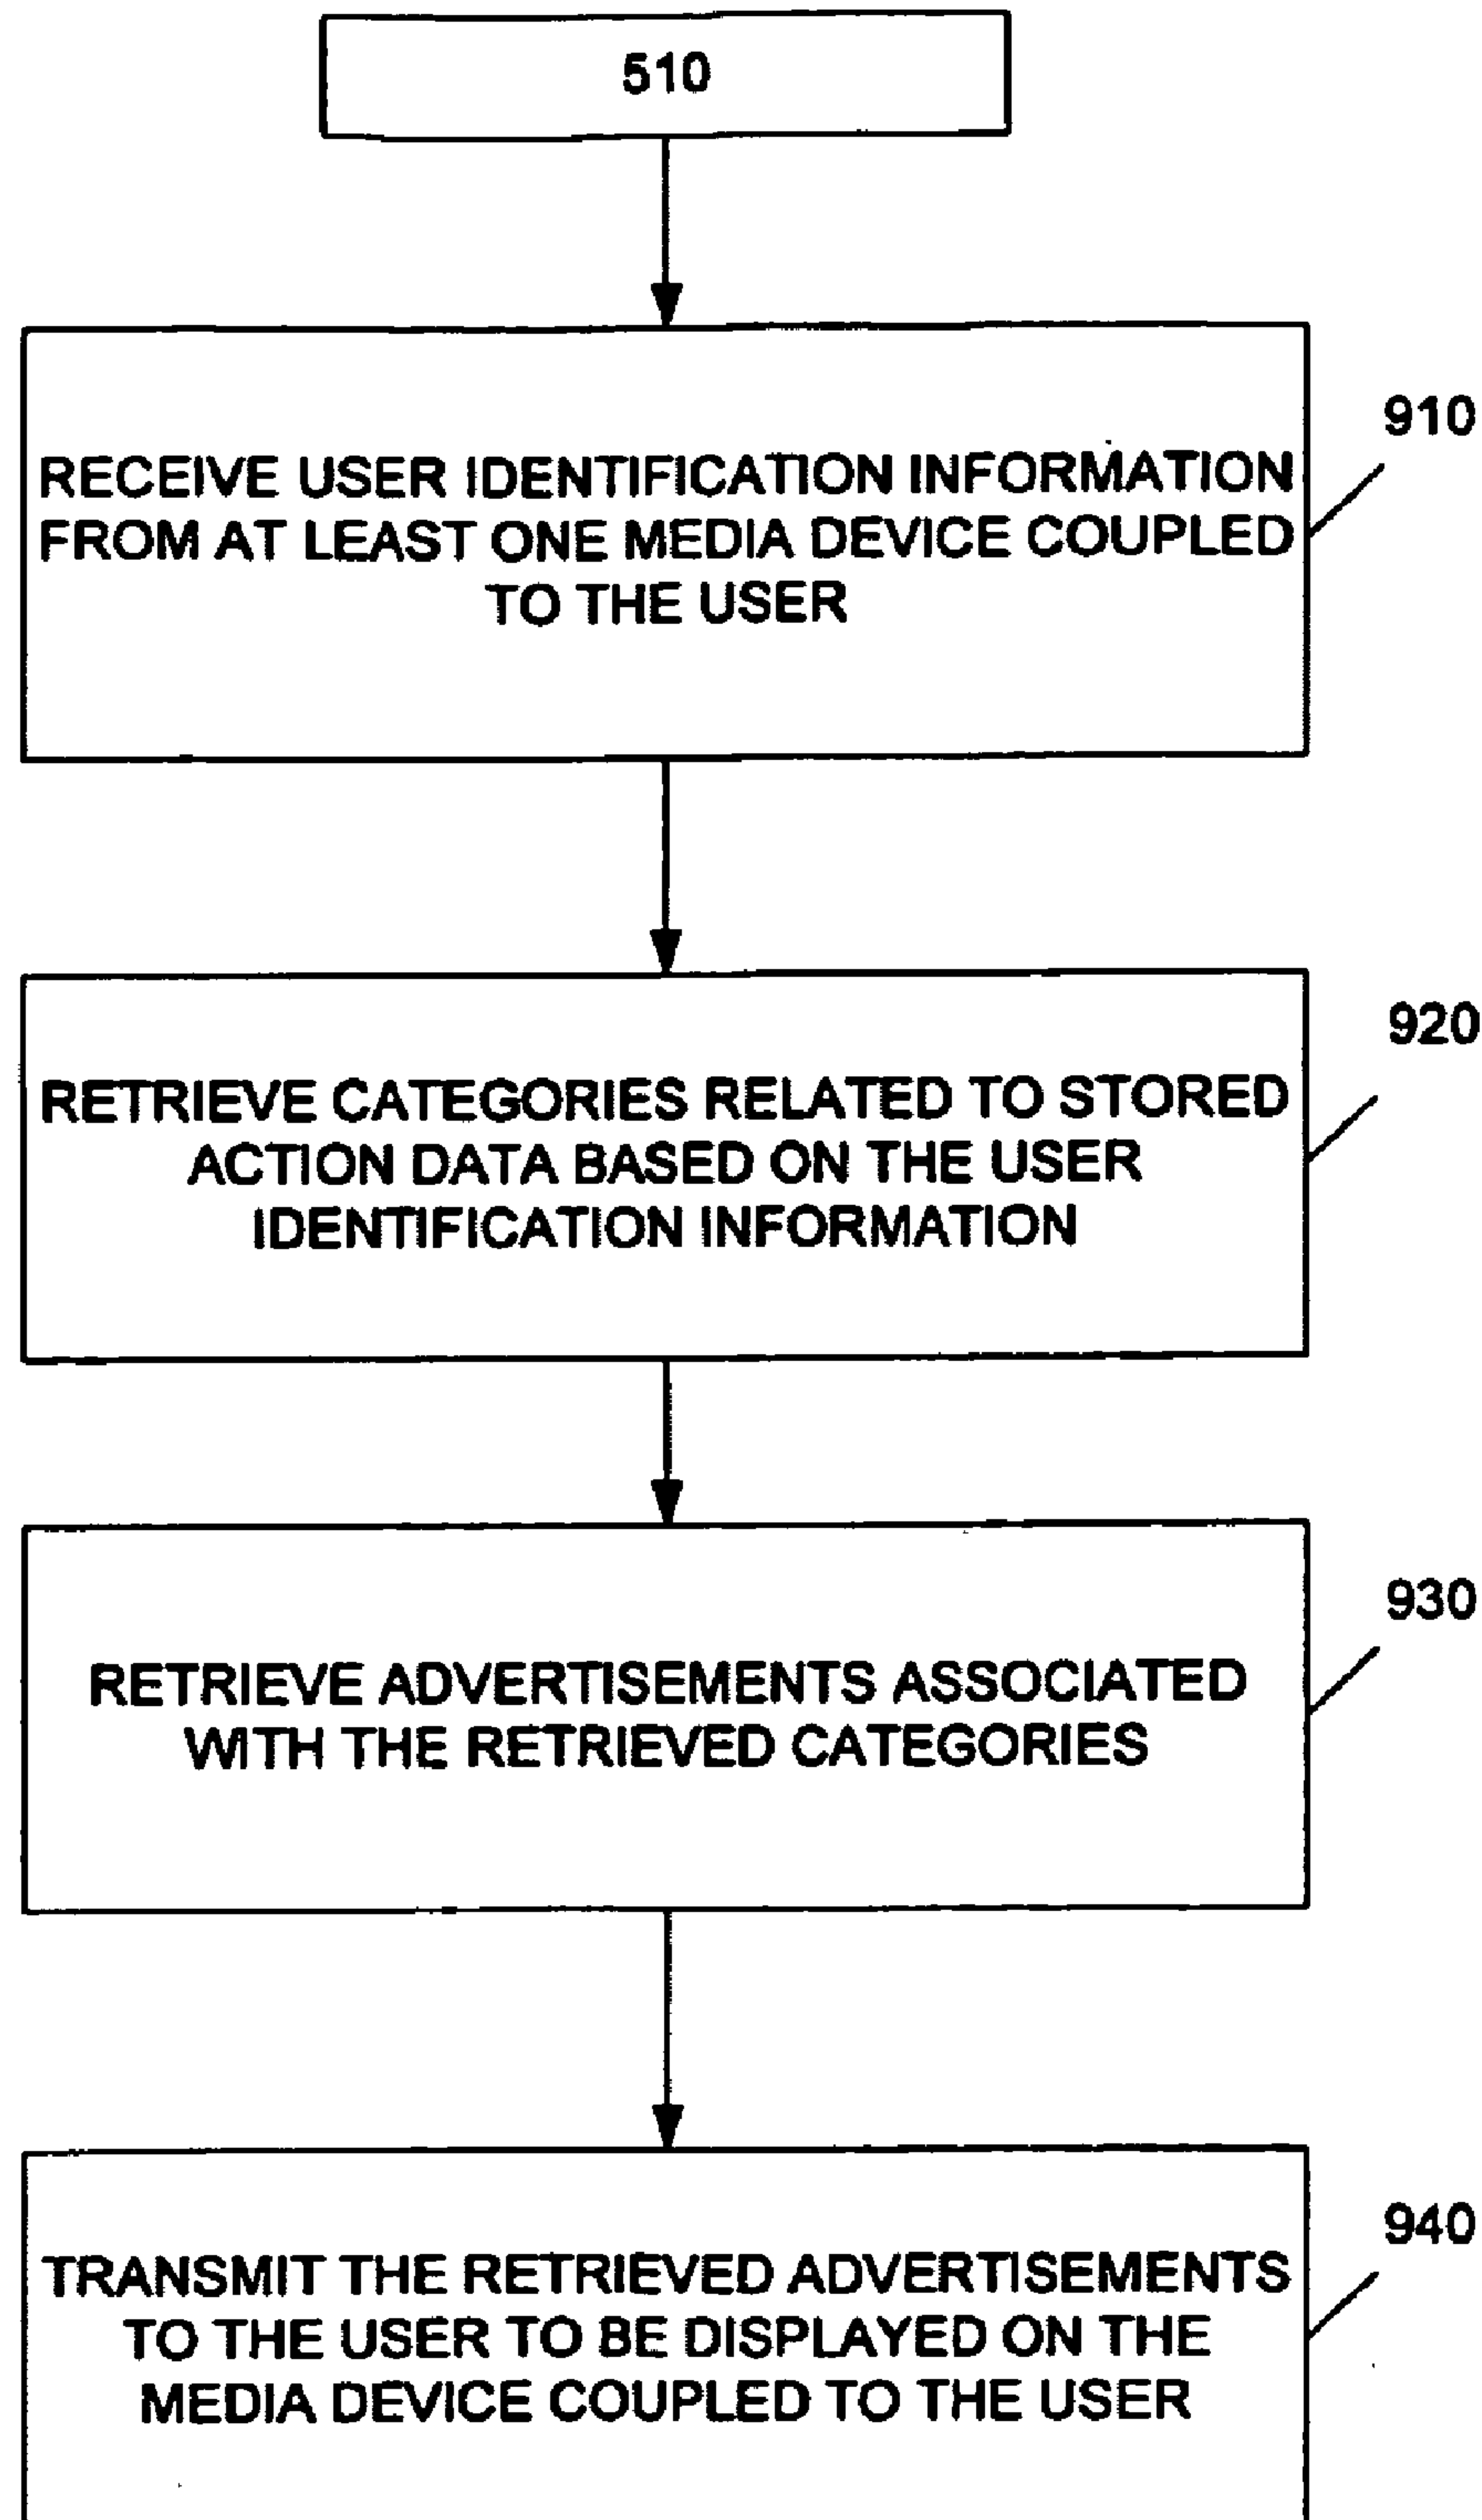 510
910
RECEIVE USER IDENTIFICATION INFORMATION
FROM AT LEAST ONE MEDIA DEVICE COUPLED
TO THE USER
920
RETRIEVE CATEGORIES RELATED TO STORED
ACTION DATA BASED ON THE USER
IDENTIFICATION INFORMATION
930
RETRIEVE ADVERTISEMENTS ASSOCIATED
WITH THE RETRIEVED CATEGORIES
940
TRANSMIT THE RETRIEVED ADVERTISEMENTS
TO THE USER TO BE DISPLAYED ON THE
MEDIA DEVICE COUPLED TO THE USER